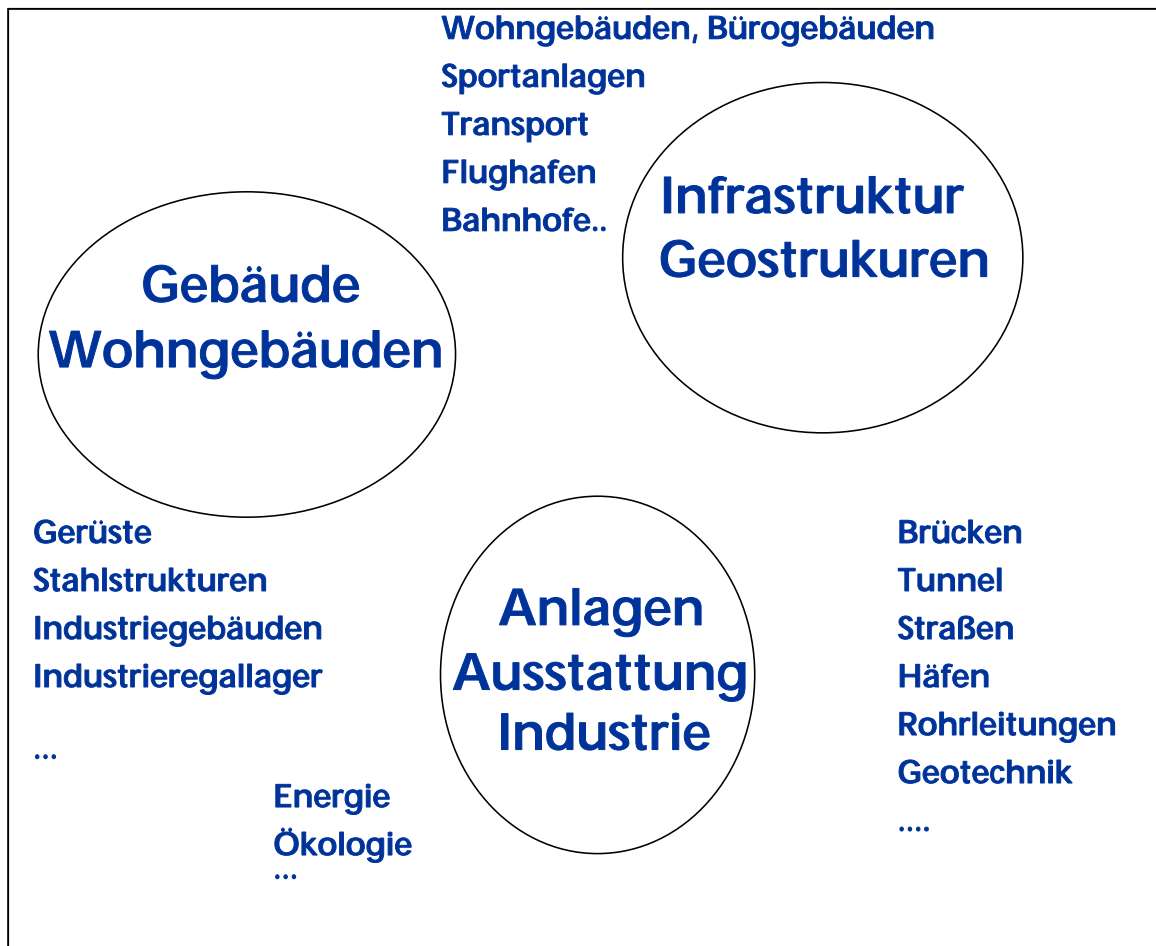 Wohngebäuden, Bürogebäuden
Sportanlagen
Transport
Flughafen
Bahnhofe..
Infrastruktur
Geostrukuren
Gebäude
Wohngebäuden
Gerüste
Stahlstrukturen
Industriegebäuden
Industrieregallager
...
Anlagen
Ausstattung
Industrie
Brücken
Tunnel
Straßen
Häfen
Rohrleitungen
Geotechnik
....
Energie
Ökologie
...